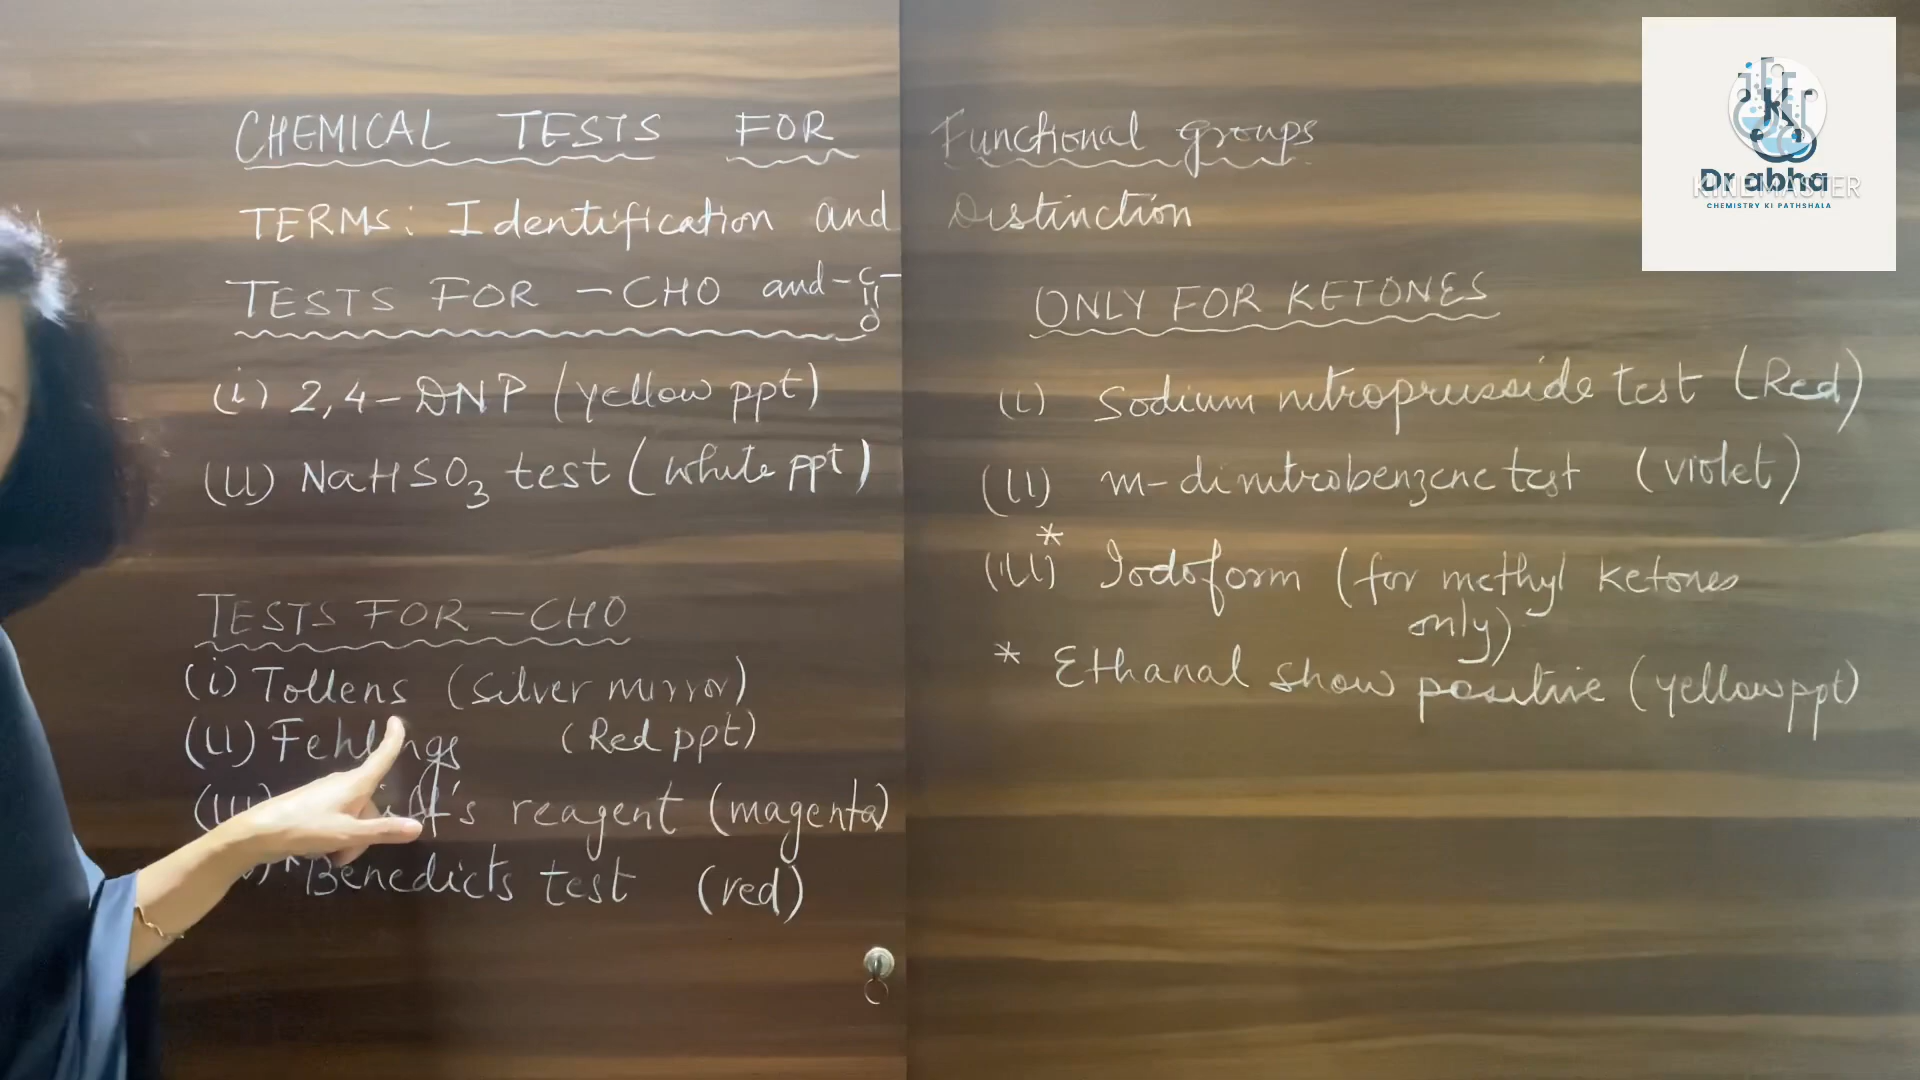 CHEMICAL TESTS FOR Functional groups
TERMS: Identification and Distinction
TESTS FOR -CHO and -C-
||
O
(i) 2,4-DNP (yellow ppt)
(ii) NaHSO3 test (white ppt)
TESTS FOR -CHO
(i) Tollens (Silver mirror)
(ii) Fehlings (Red ppt)
(iii) reagent (magenta)
Benedicts test (red)
ONLY FOR KETONES
(i) Sodium nitroprusside test (Red)
(ii) m-dinitrobenzene test (violet)
*
(iii) Iodoform (for methyl ketones
only)
* Ethanal show positive (yellow ppt)
Dr abha
KINEMASTER
CHEMISTRY KI PATHSHALA